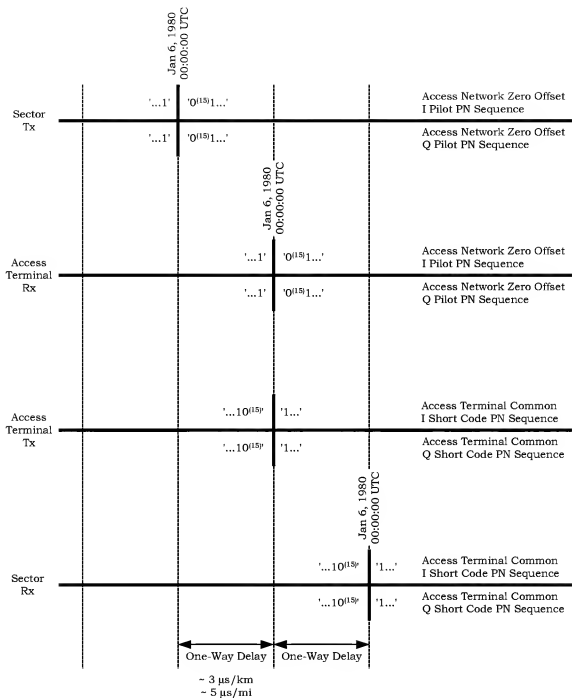 Jan 6, 1980
00:00:00 UTC
Sector
Tx
'...1' '0(15)1...'
'...1' '0(15)1...'
Access Network Zero Offset
I Pilot PN Sequence
Access Network Zero Offset
Q Pilot PN Sequence
Jan 6, 1980
00:00:00 UTC
Access
Terminal
Rx
'...1' '0(15)1...'
'...1' '0(15)1...'
Access Network Zero Offset
I Pilot PN Sequence
Access Network Zero Offset
Q Pilot PN Sequence
Access
Terminal
Tx
'...10(15)' '1...'
'...10(15)' '1...'
Access Terminal Common
I Short Code PN Sequence
Access Terminal Common
Q Short Code PN Sequence
Jan 6, 1980
00:00:00 UTC
Sector
Rx
'...10(15)' '1...'
'...10(15)' '1...'
Access Terminal Common
I Short Code PN Sequence
Access Terminal Common
Q Short Code PN Sequence
One-Way Delay One-Way Delay
~ 3 µs/km
~ 5 µs/mi